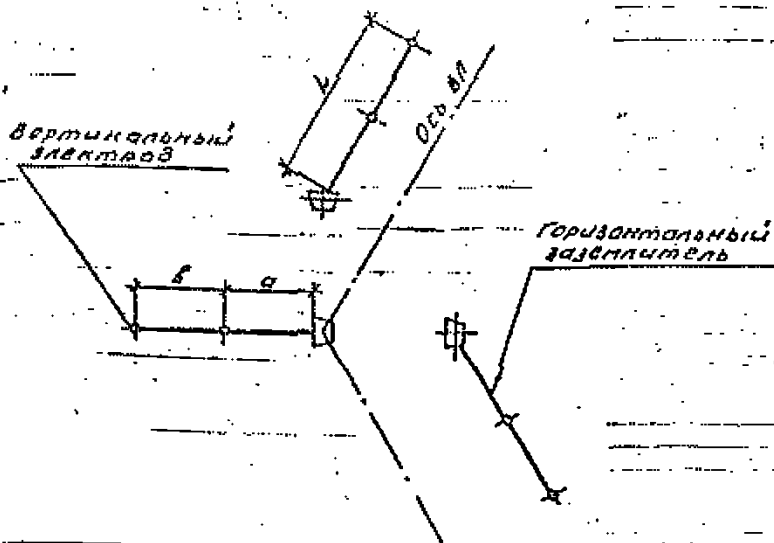 L
Ось ВЛ
Вертикальный
электрод
Горизонтальный
заземлитель
в
a